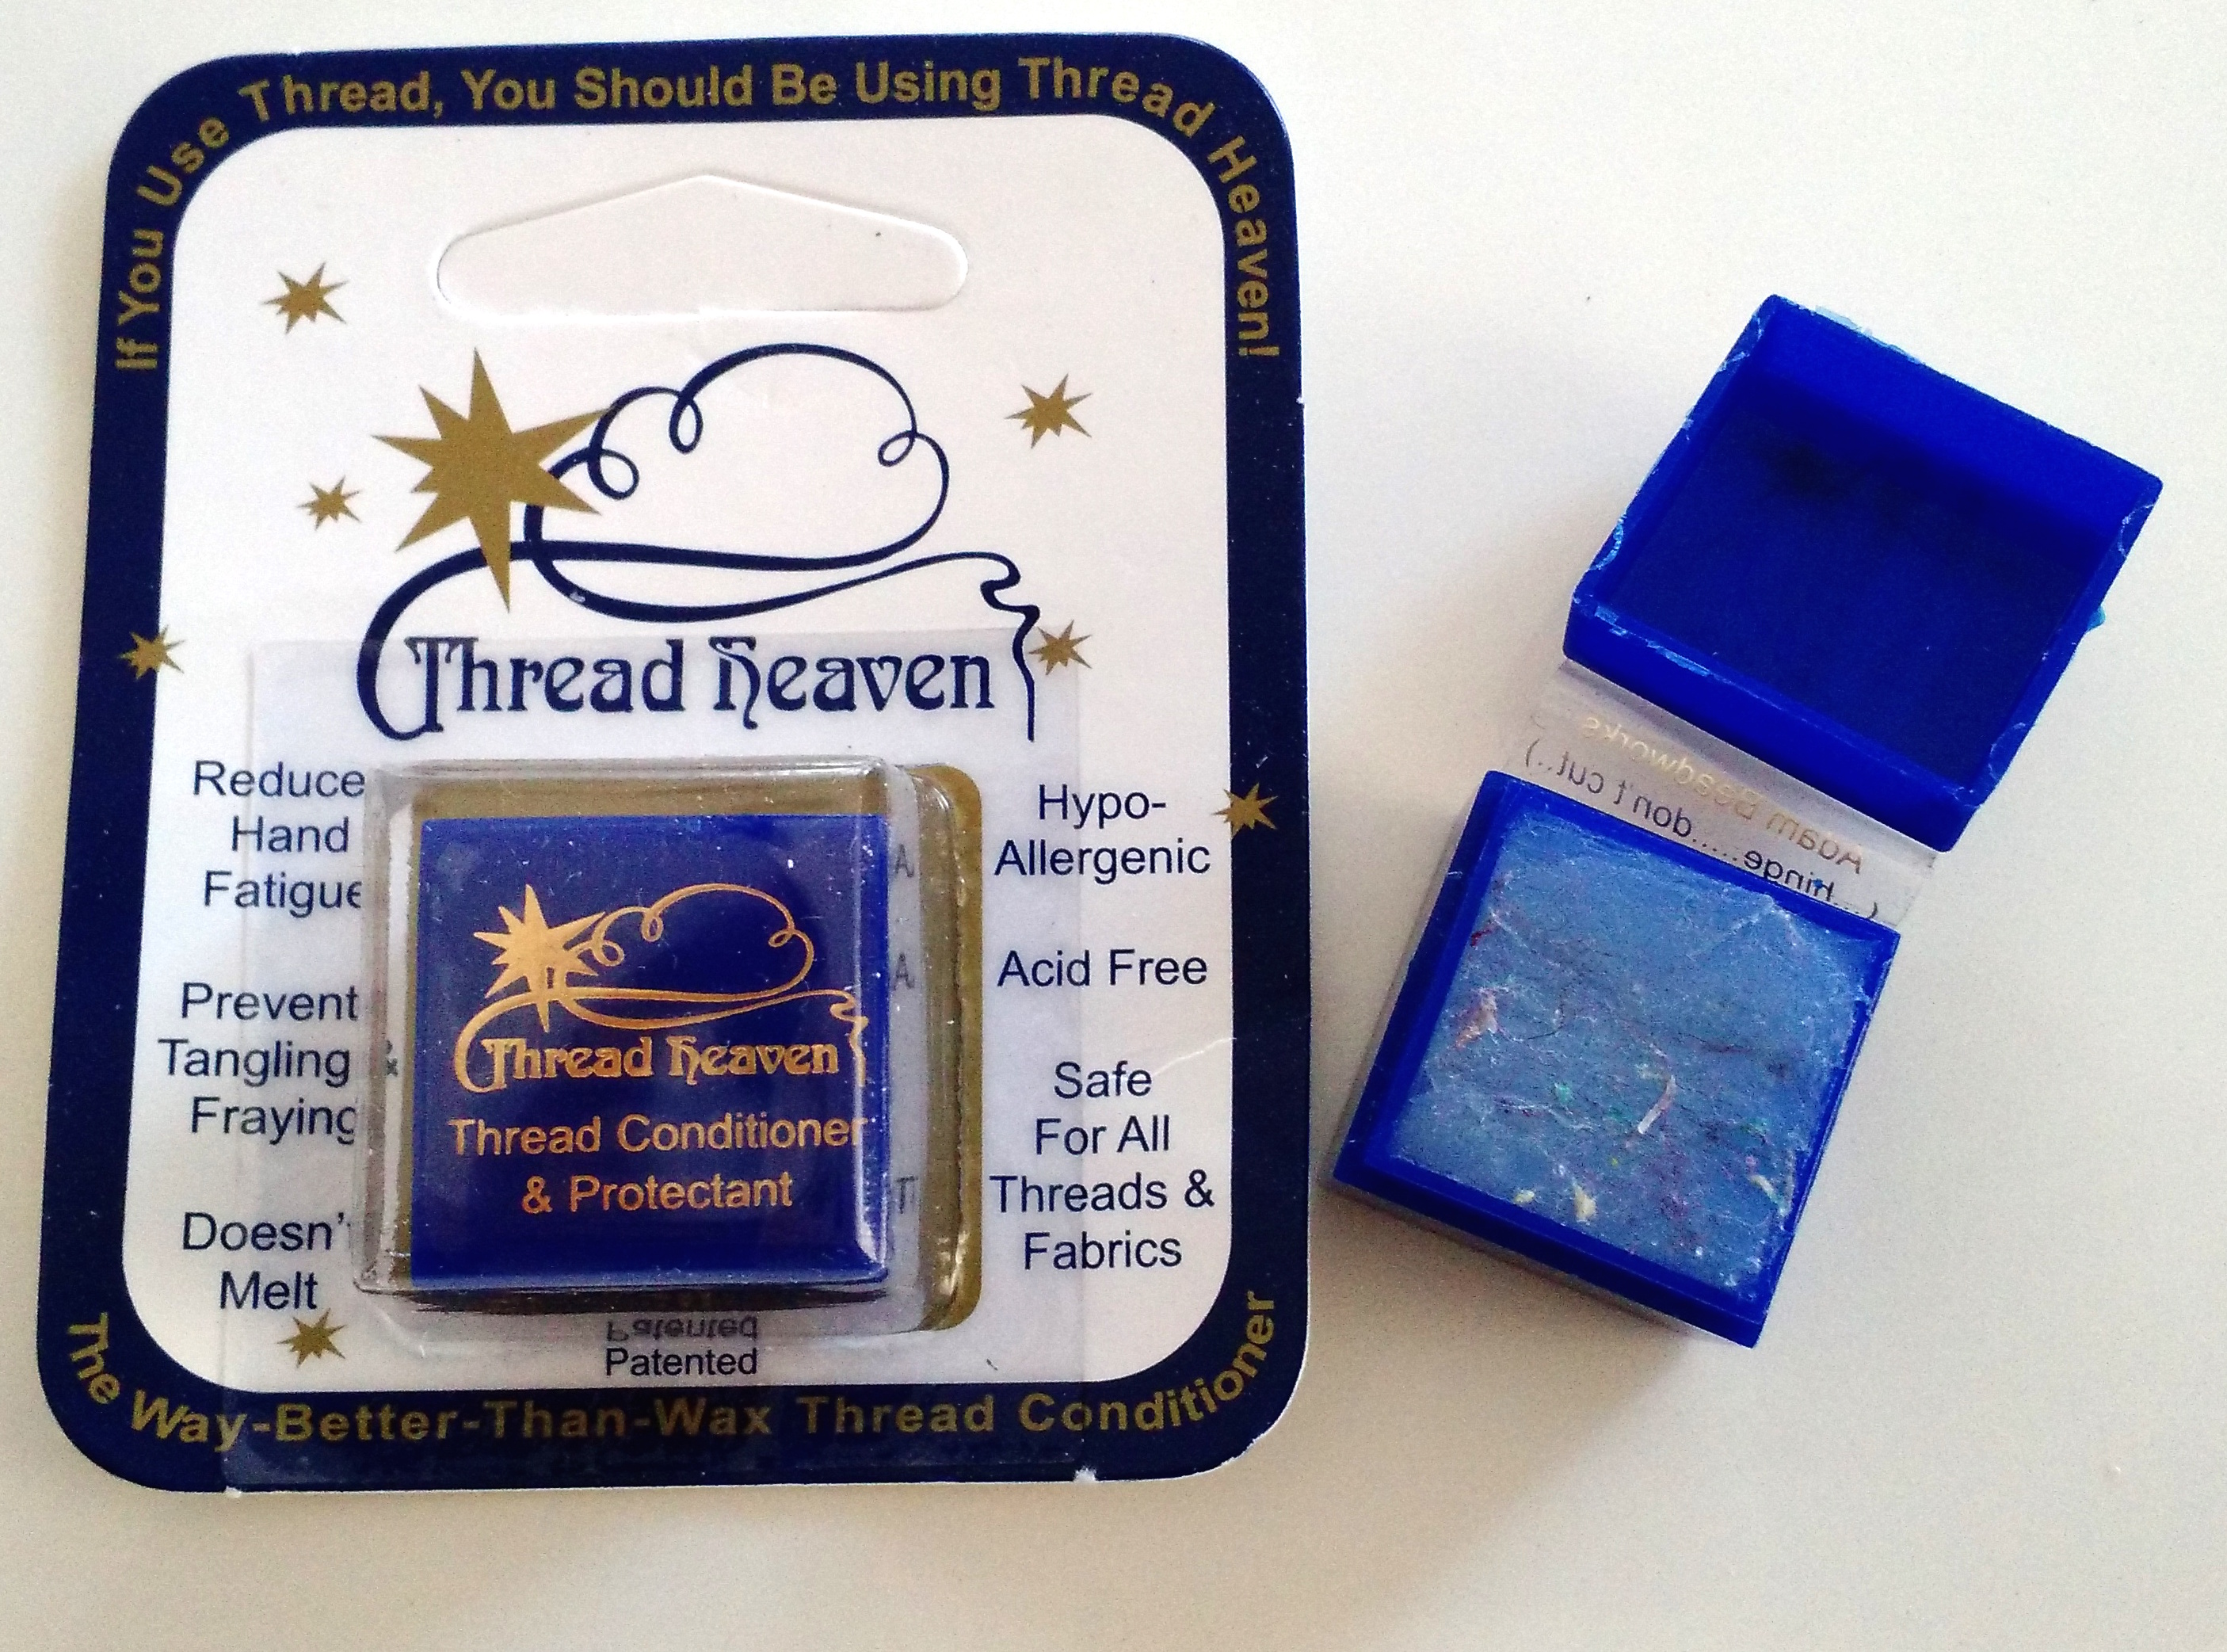 If You Use Thread, You Should Be Using Thread Heaven!
Thread Heaven
Reduce
Hand
Fatigue
Prevent
Tangling &
Fraying
Doesn't
Melt
Hypo-
Allergenic
Acid Free
Safe
For All
Threads &
Fabrics
Thread Heaven
Thread Conditioner
& Protectant
Patented
Patented
The Way-Better-Than-Wax Thread Conditioner
Adam Beadworks
(...hinge......don't cut..)